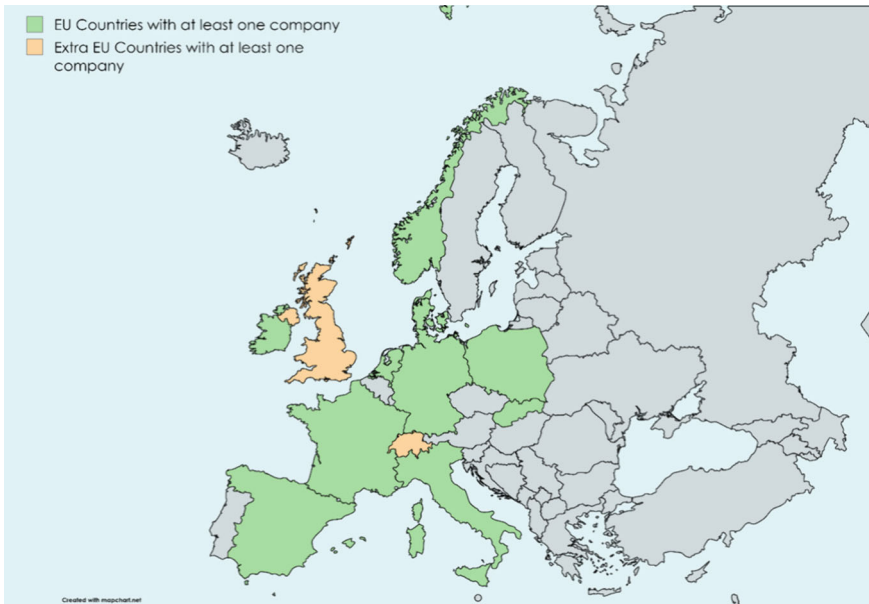 EU Countries with at least one company
Extra EU Countries with at least one
company
Created with mapchart.net